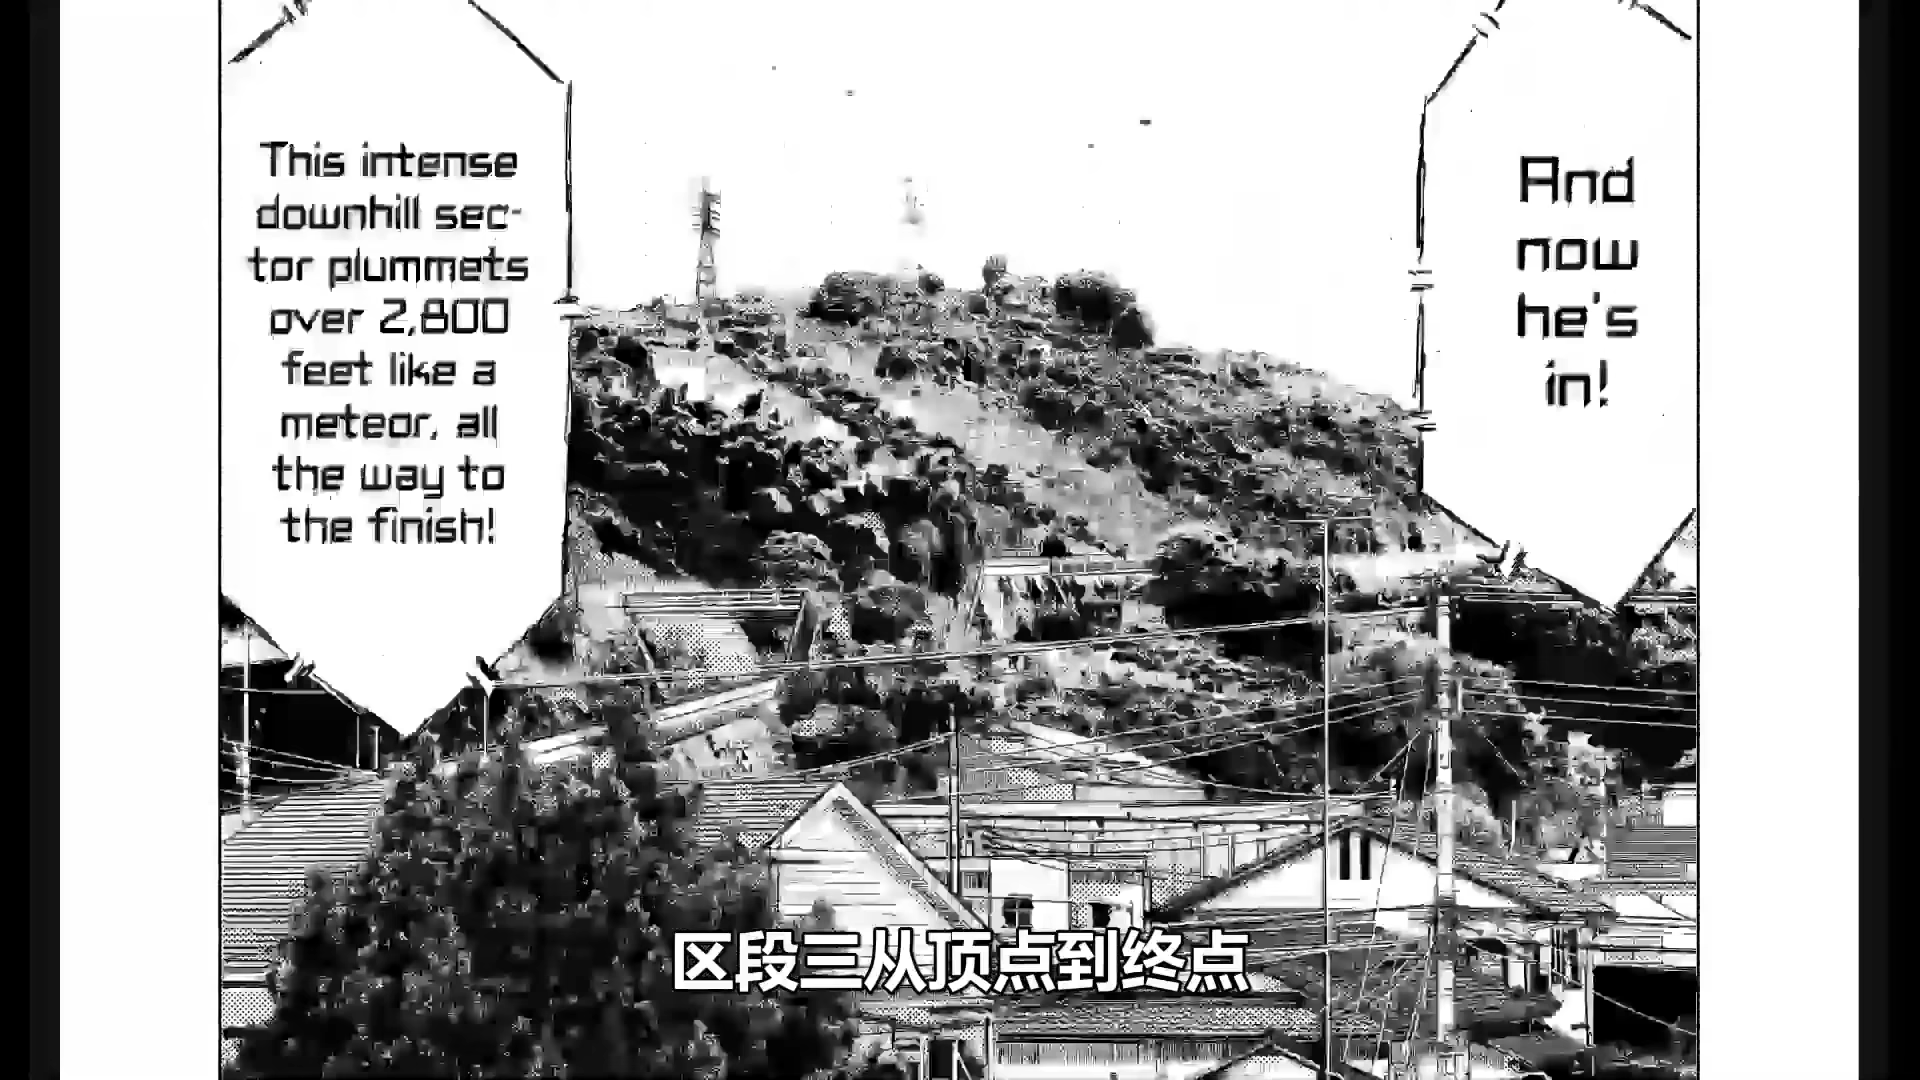 And
now
he's
in!
This intense
downhill sec-
tor plummets
over 2,800
feet like a
meteor, all
the way to
the finish!
区段三从顶点到终点